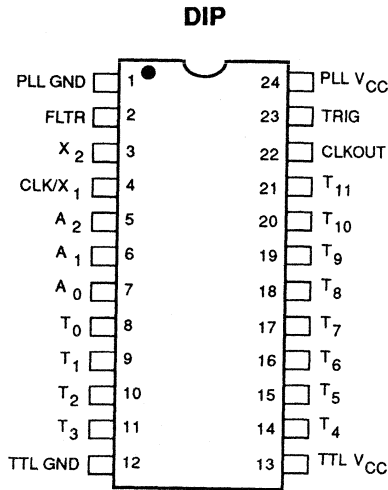 DIP
PLL GND 1 24 PLL VCC
FLTR 2 23 TRIG
X2 3 22 CLKOUT
CLK/X1 4 21 T11
A2 5 20 T10
A1 6 19 T9
A0 7 18 T8
T0 8 17 T7
T1 9 16 T6
T2 10 15 T5
T3 11 14 T4
TTL GND 12 13 TTL VCC